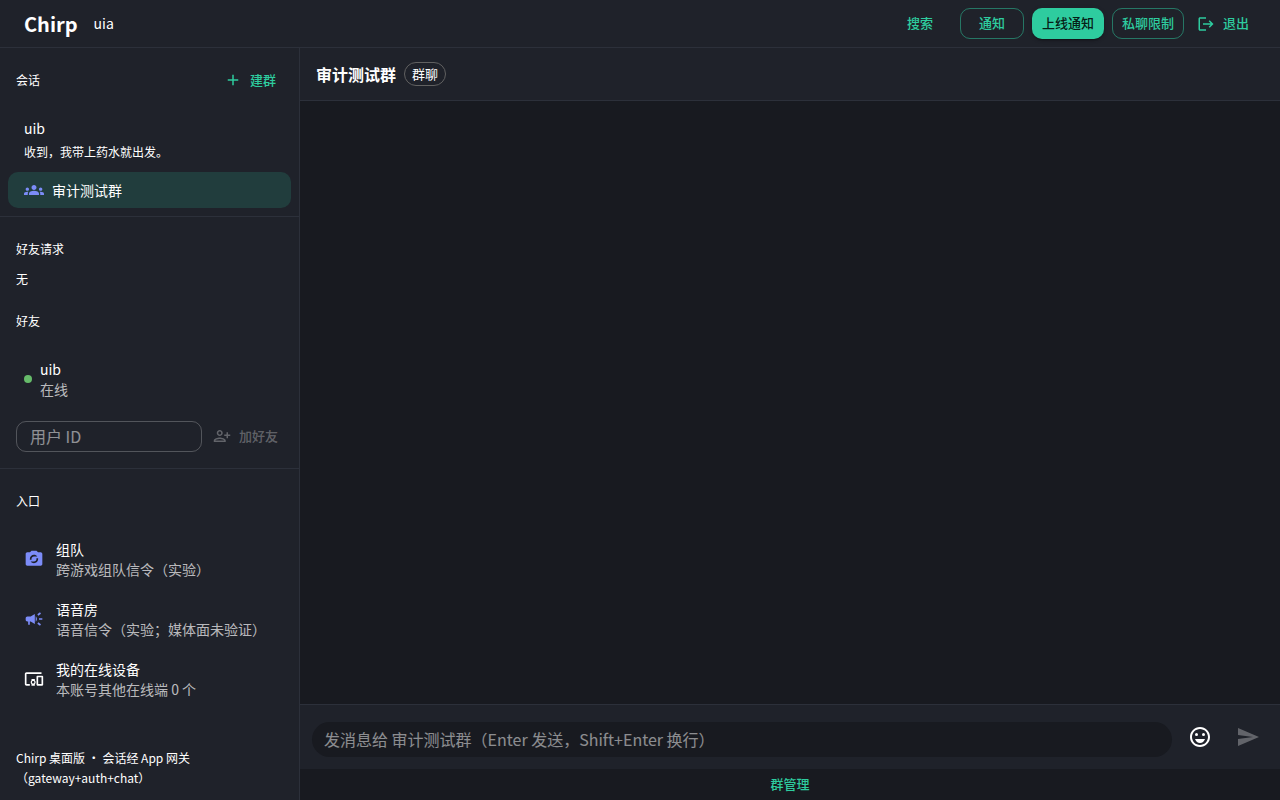 Chirp uia 搜索 通知 上线通知 私聊限制 退出
会话 建群
uib
收到，我带上药水就出发。
审计测试群
好友请求
无
好友
uib
在线
用户 ID 加好友
入口
组队
跨游戏组队信令（实验）
语音房
语音信令（实验；媒体面未验证）
我的在线设备
本账号其他在线端 0 个
Chirp 桌面版 · 会话经 App 网关
（gateway+auth+chat）
审计测试群 群聊
发消息给 审计测试群（Enter 发送，Shift+Enter 换行）
群管理